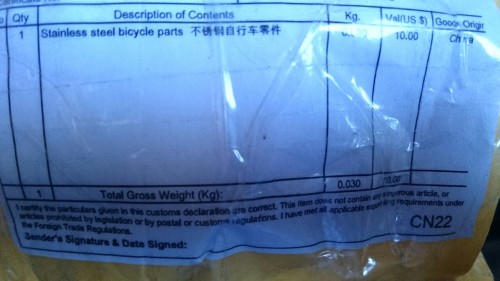 Qty Description of Contents Kg. Val(US $) Goods Origin
1 Stainless steel bicycle parts 不锈钢自行车零件 10.00 China
1 Total Gross Weight (Kg): 0.030 10.00
I certify the particulars given in this customs declaration are correct. This item does not contain any dangerous article, or
articles prohibited by legislation or by postal or customs regulations. I have met all applicable exporting requirements under
the Foreign Trade Regulations.
Sender's Signature & Date Signed: CN22